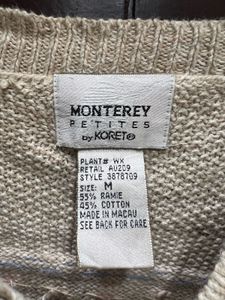 MONTEREY
PETITES
by KORET®
PLANT# WX
RETAIL AU209
STYLE 3878709
SIZE: M
55% RAMIE
45% COTTON
MADE IN MACAU
SEE BACK FOR CARE